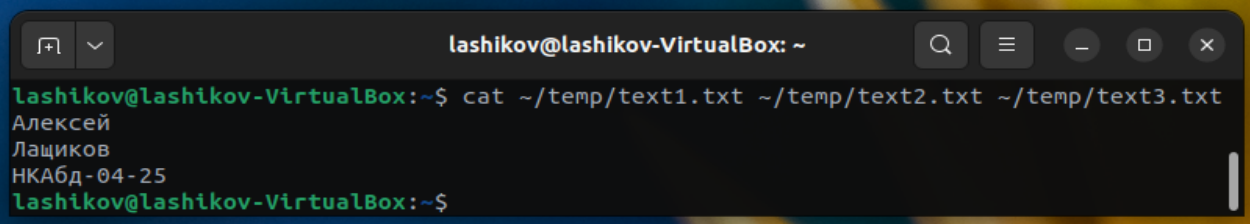 lashikov@lashikov-VirtualBox: ~
lashikov@lashikov-VirtualBox:~$ cat ~/temp/text1.txt ~/temp/text2.txt ~/temp/text3.txt
Алексей
Лащиков
НКАбд-04-25
lashikov@lashikov-VirtualBox:~$